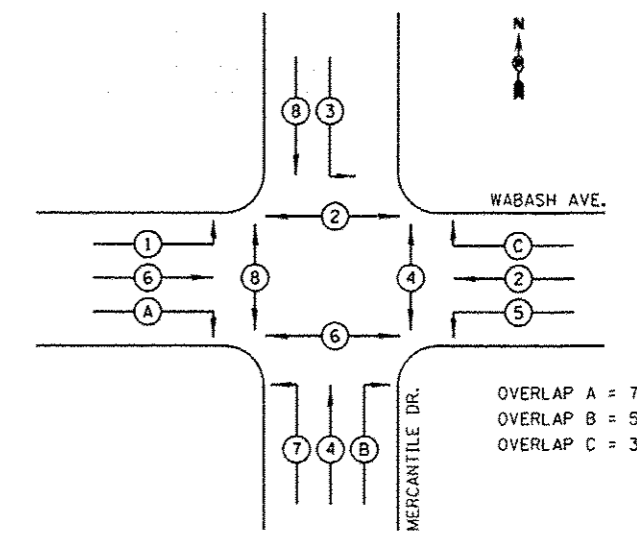 N
8 3
WABASH AVE.
2
1
C
6
8
4
2
A
5
6
OVERLAP A = 7
OVERLAP B = 5
OVERLAP C = 3
7 4 B
MERCANTILE DR.